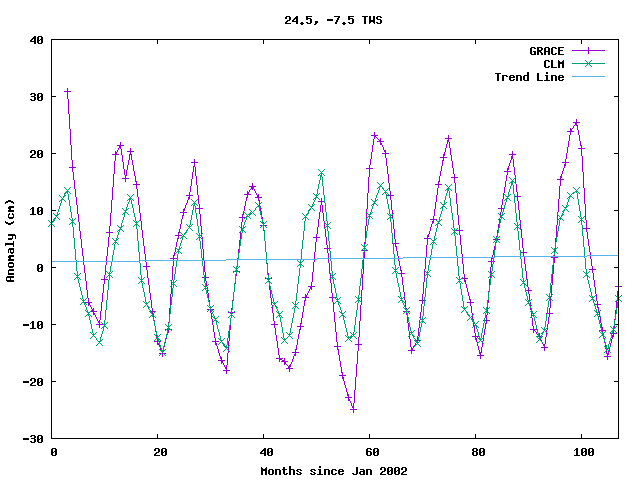 24.5, -7.5 TWS
GRACE
CLM
Trend Line
40
30
20
10
0
-10
-20
-30
Anomaly (cm)
0 20 40 60 80 100
Months since Jan 2002